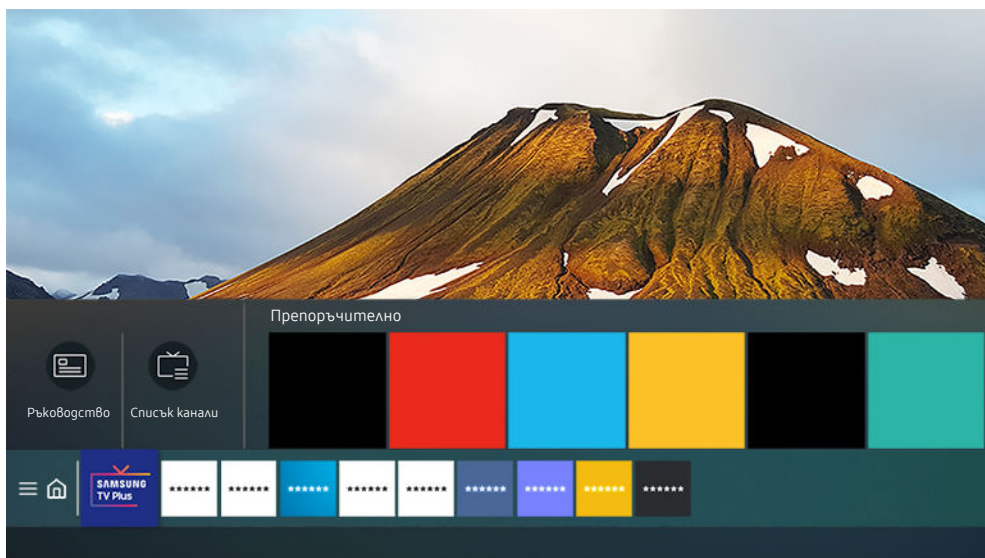 Препоръчително
Ръководство
Списък канали
SAMSUNG
TV Plus
****** ****** ****** ****** ****** ****** ****** ****** ******